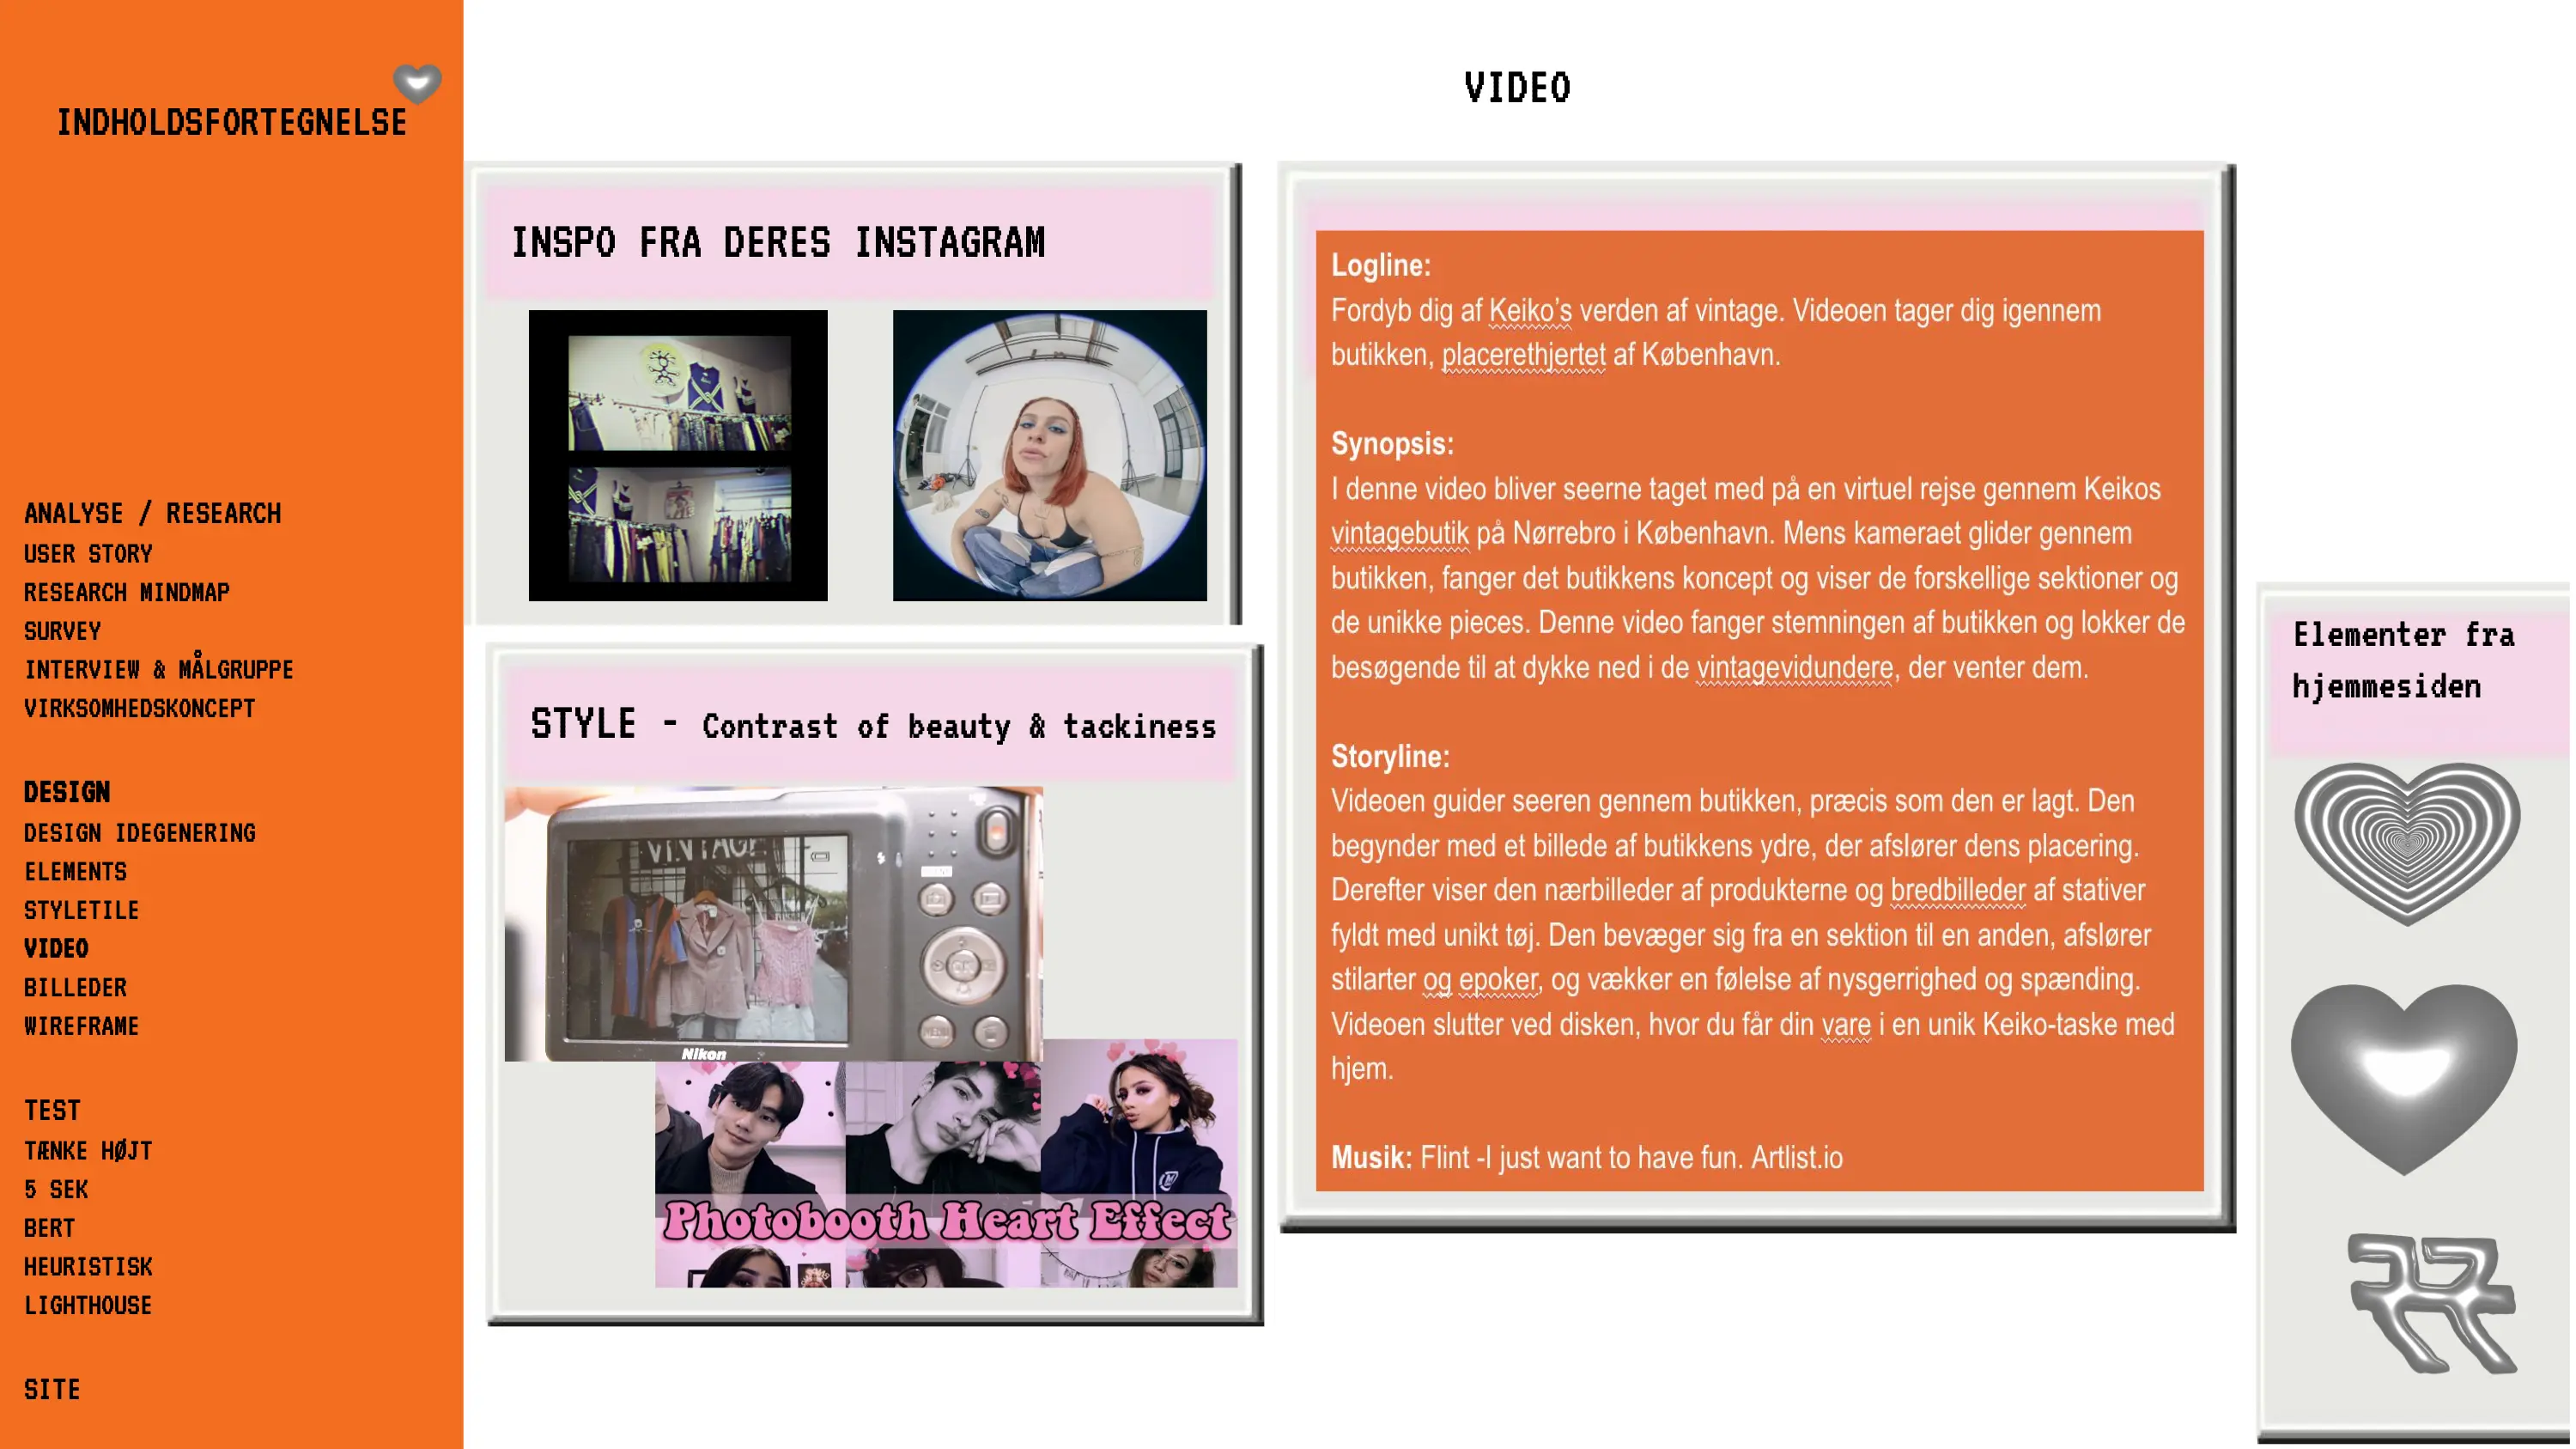 INDHOLDSFORTEGNELSE
ANALYSE / RESEARCH
USER STORY
RESEARCH MINDMAP
SURVEY
INTERVIEW & MÅLGRUPPE
VIRKSOMHEDSKONCEPT
DESIGN
DESIGN IDEGENERING
ELEMENTS
STYLETILE
VIDEO
BILLEDER
WIREFRAME
TEST
TÆNKE HØJT
5 SEK
BERT
HEURISTISK
LIGHTHOUSE
SITE
VIDEO
INSPO FRA DERES INSTAGRAM
STYLE - Contrast of beauty & tackiness
VINTAGE
OK
MENU
Nikon
Photobooth Heart Effect
Logline:
Fordyb dig af Keiko’s verden af vintage. Videoen tager dig igennem
butikken, placerethjertet af København.
Synopsis:
I denne video bliver seerne taget med på en virtuel rejse gennem Keikos
vintagebutik på Nørrebro i København. Mens kameraet glider gennem
butikken, fanger det butikkens koncept og viser de forskellige sektioner og
de unikke pieces. Denne video fanger stemningen af butikken og lokker de
besøgende til at dykke ned i de vintagevidundere, der venter dem.
Storyline:
Videoen guider seeren gennem butikken, præcis som den er lagt. Den
begynder med et billede af butikkens ydre, der afslører dens placering.
Derefter viser den nærbilleder af produkterne og bredbilleder af stativer
fyldt med unikt tøj. Den bevæger sig fra en sektion til en anden, afslører
stilarter og epoker, og vækker en følelse af nysgerrighed og spænding.
Videoen slutter ved disken, hvor du får din vare i en unik Keiko-taske med
hjem.
Musik: Flint -I just want to have fun. Artlist.io
Elementer fra
hjemmesiden